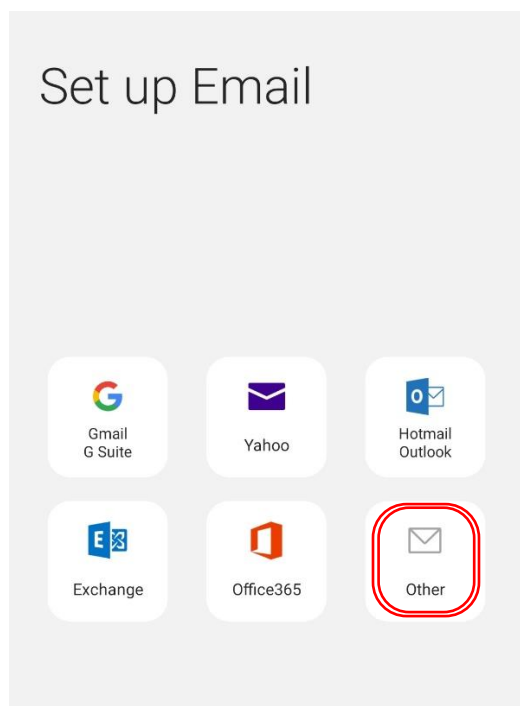 Set up Email
Gmail
G Suite
Yahoo
Hotmail
Outlook
Exchange
Office365
Other